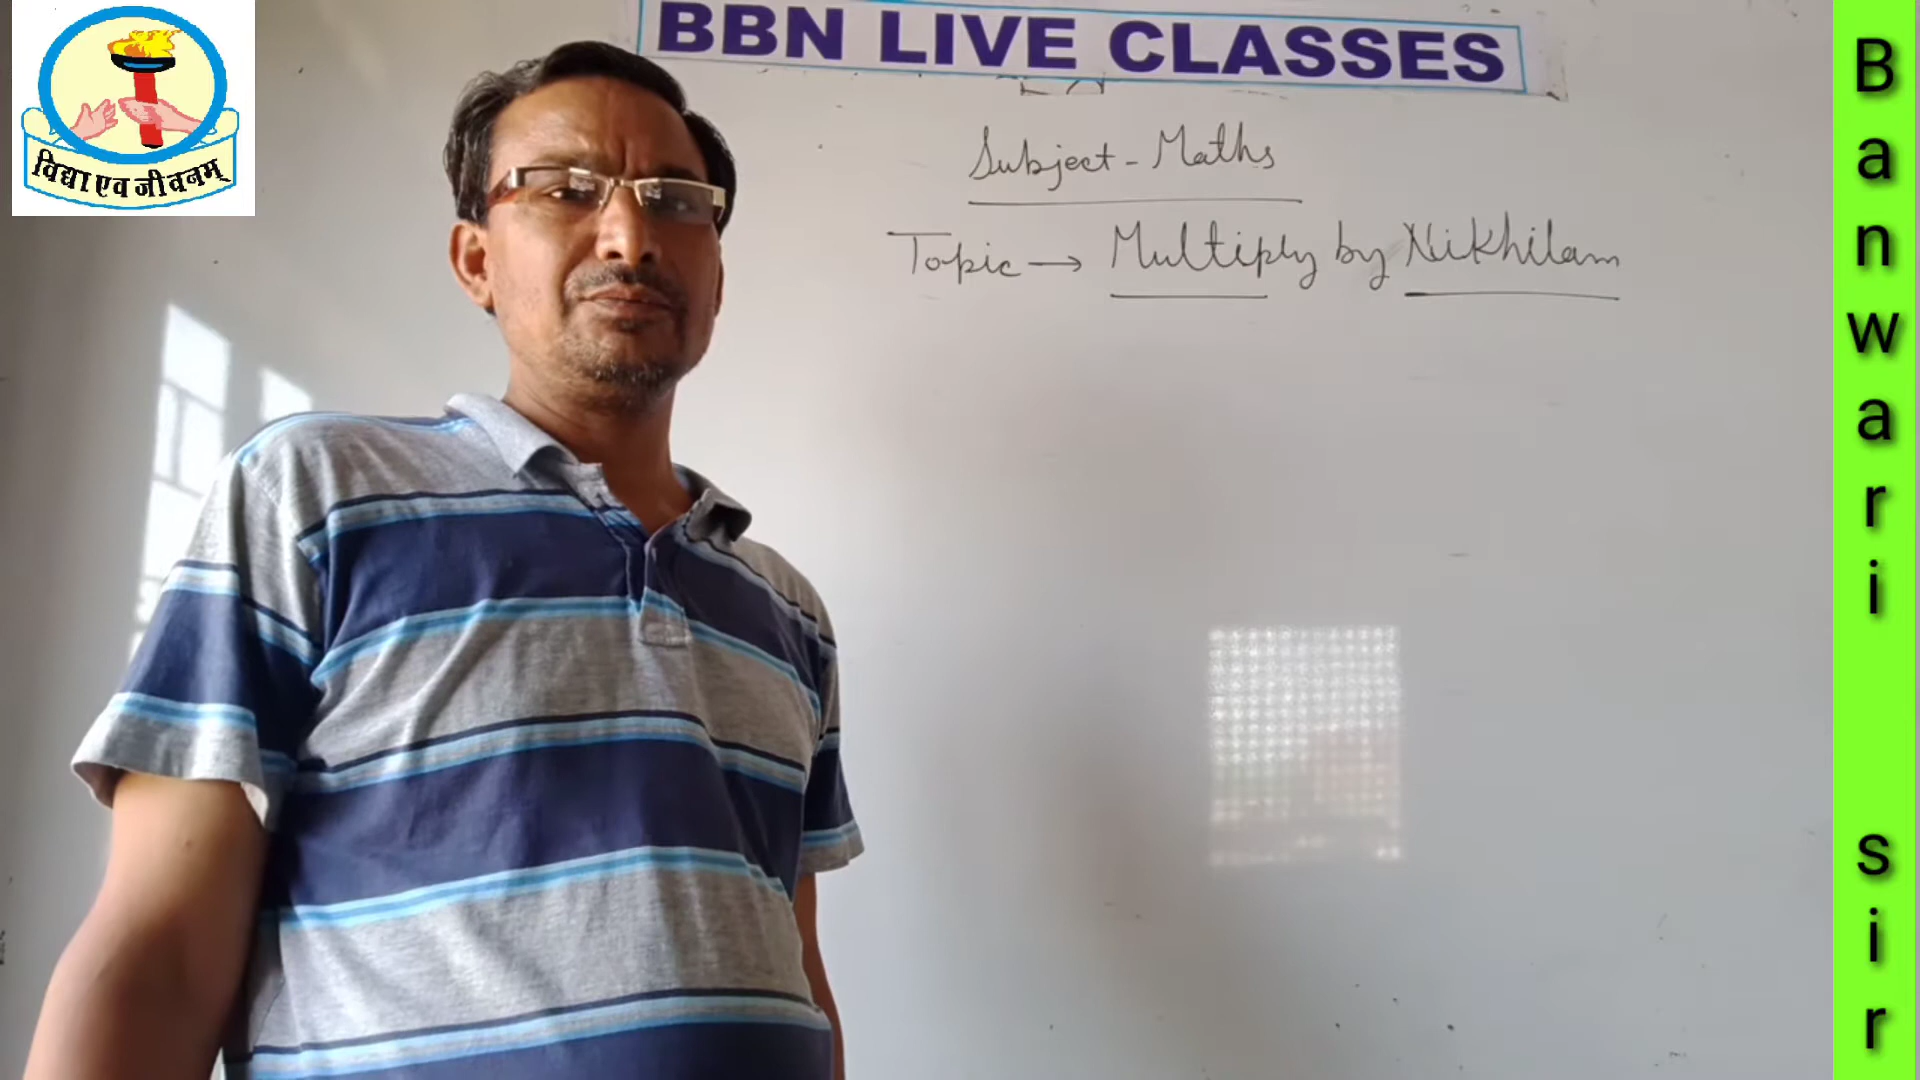 BBN LIVE CLASSES
Subject - Maths
Topic → Multiply by Nikhilam
विद्या एव जीवनम्
Banwari sir